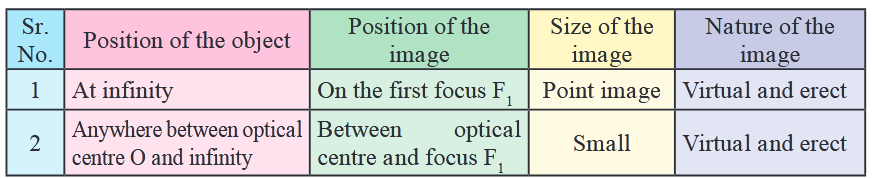 Sr. No. Position of the object Position of the image Size of the image Nature of the image
1 At infinity On the first focus F₁ Point image Virtual and erect
2 Anywhere between optical centre O and infinity Between optical centre and focus F₁ Small Virtual and erect